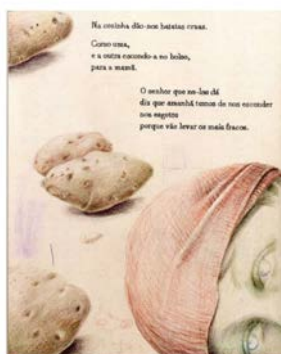 Na cozinha dão-nos batatas cruas.
Como uma,
e a outra escondo-a no bolso,
para a mamã.
O senhor que no-las dá
diz que amanhã temos de nos esconder
nos esgotos
porque vão levar os mais fracos.